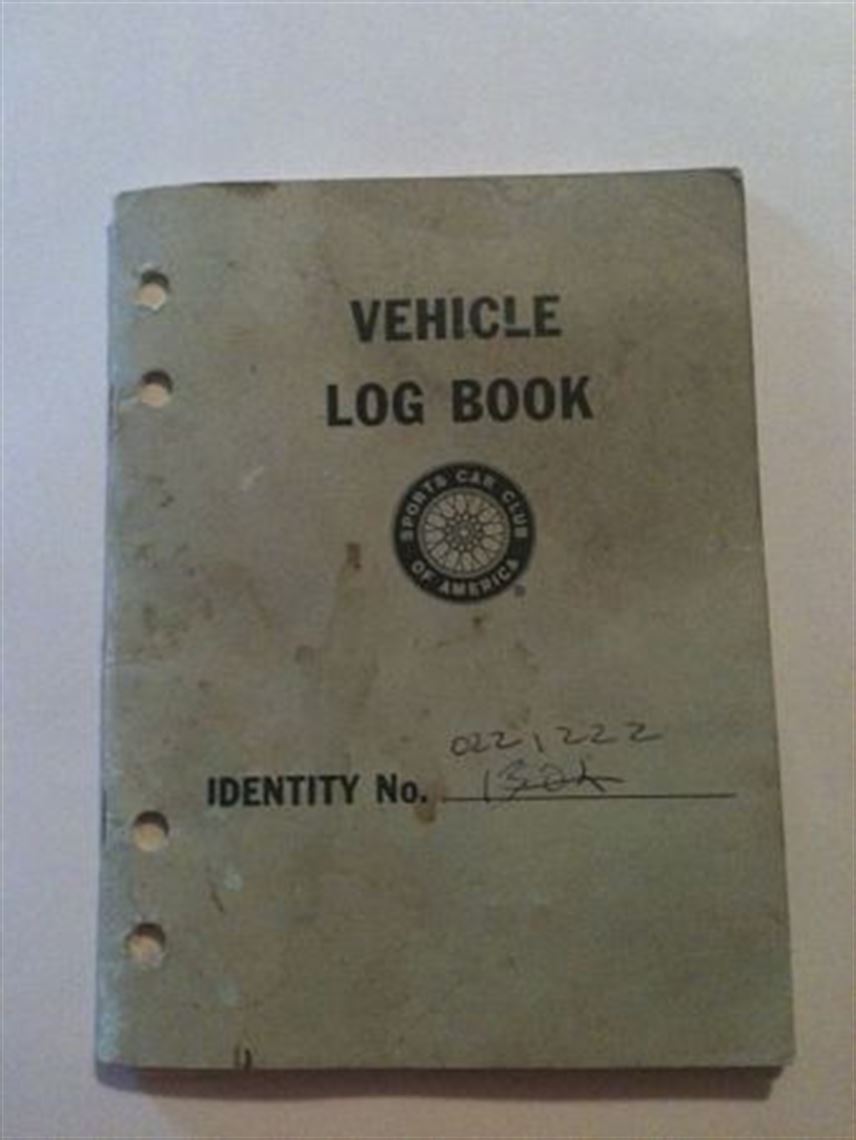 VEHICLE
LOG BOOK
SPORTS CAR CLUB
OF AMERICA
®
0221222
IDENTITY No.